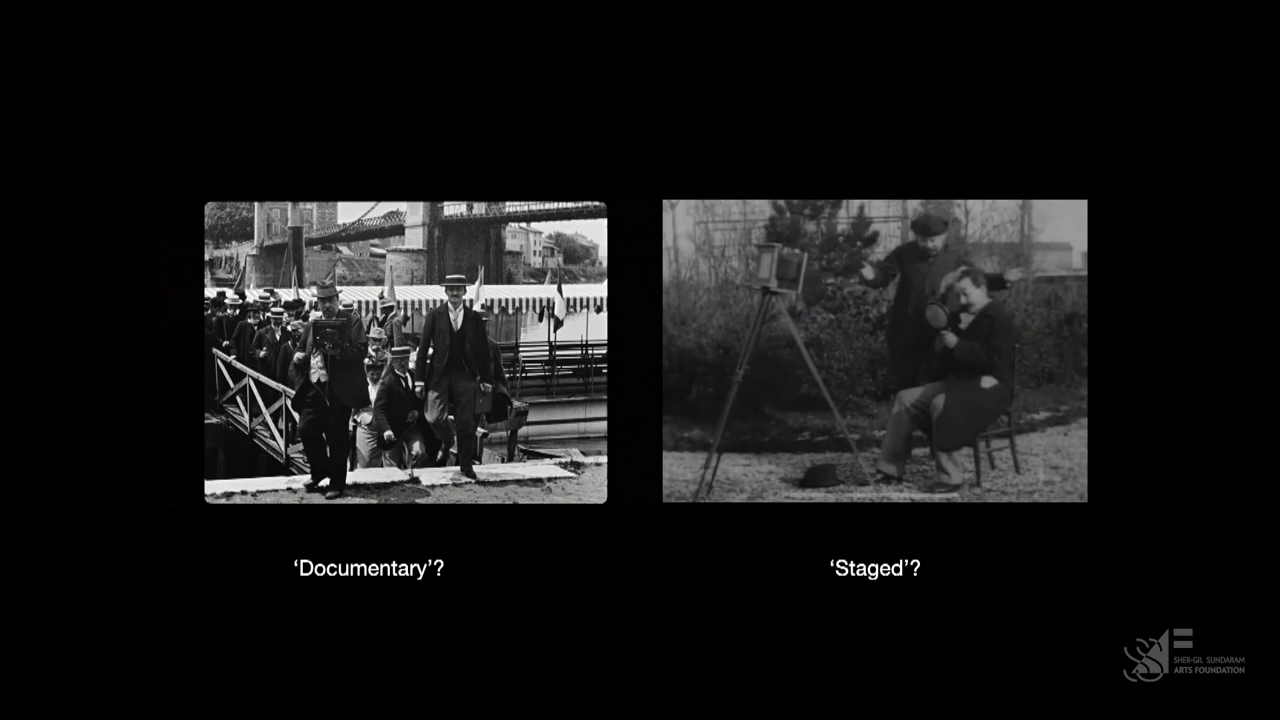 ‘Documentary’?
‘Staged’?
SHER-GIL SUNDARAM
ARTS FOUNDATION